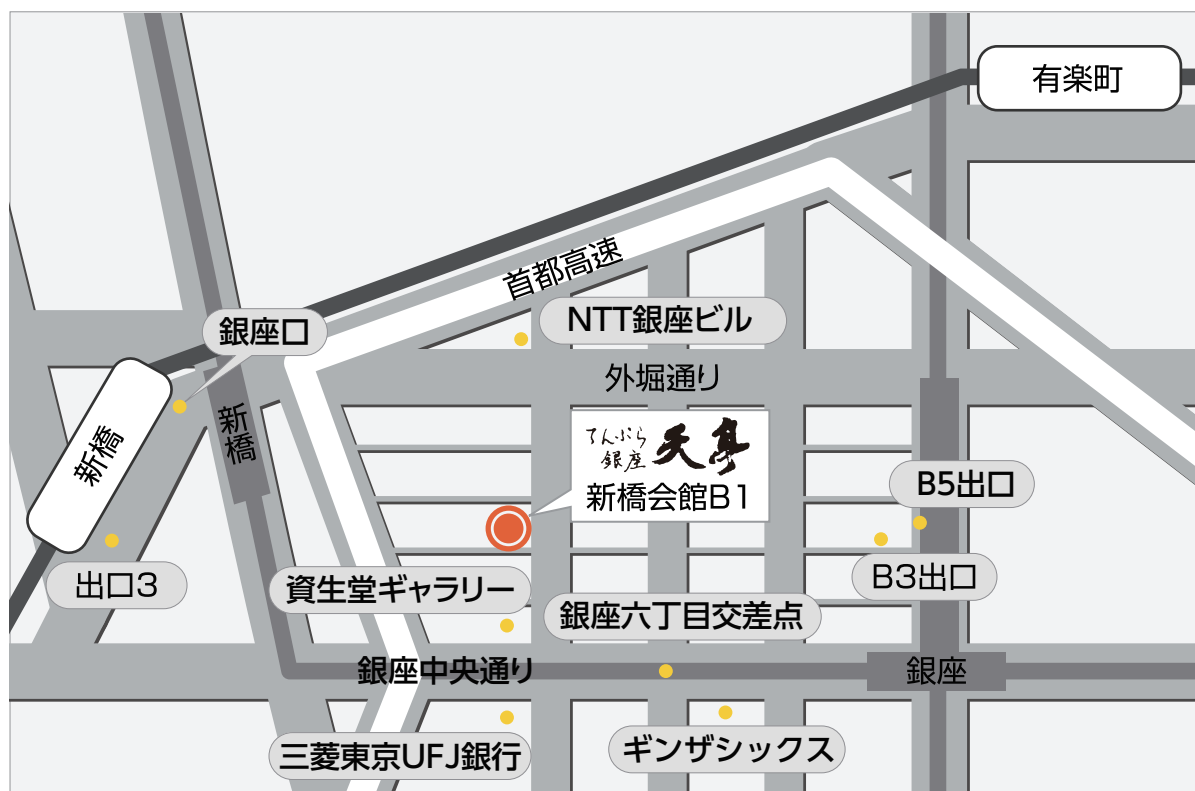 有楽町
首都高速
NTT銀座ビル
銀座口
外堀通り
新橋
新橋
てんぷら
銀座 天亭
新橋会館B1
B5出口
B3出口
出口3
資生堂ギャラリー
銀座六丁目交差点
銀座中央通り
銀座
三菱東京UFJ銀行
ギンザシックス